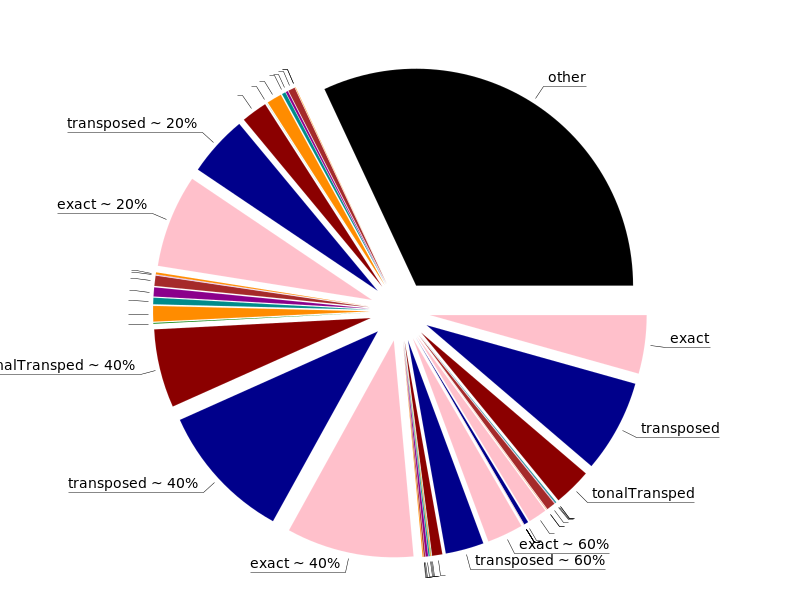 other
transposed ~ 20%
exact ~ 20%
exact
nalTransped ~ 40%
transposed
transposed ~ 40%
tonalTransped
exact ~ 60%
transposed ~ 60%
exact ~ 40%